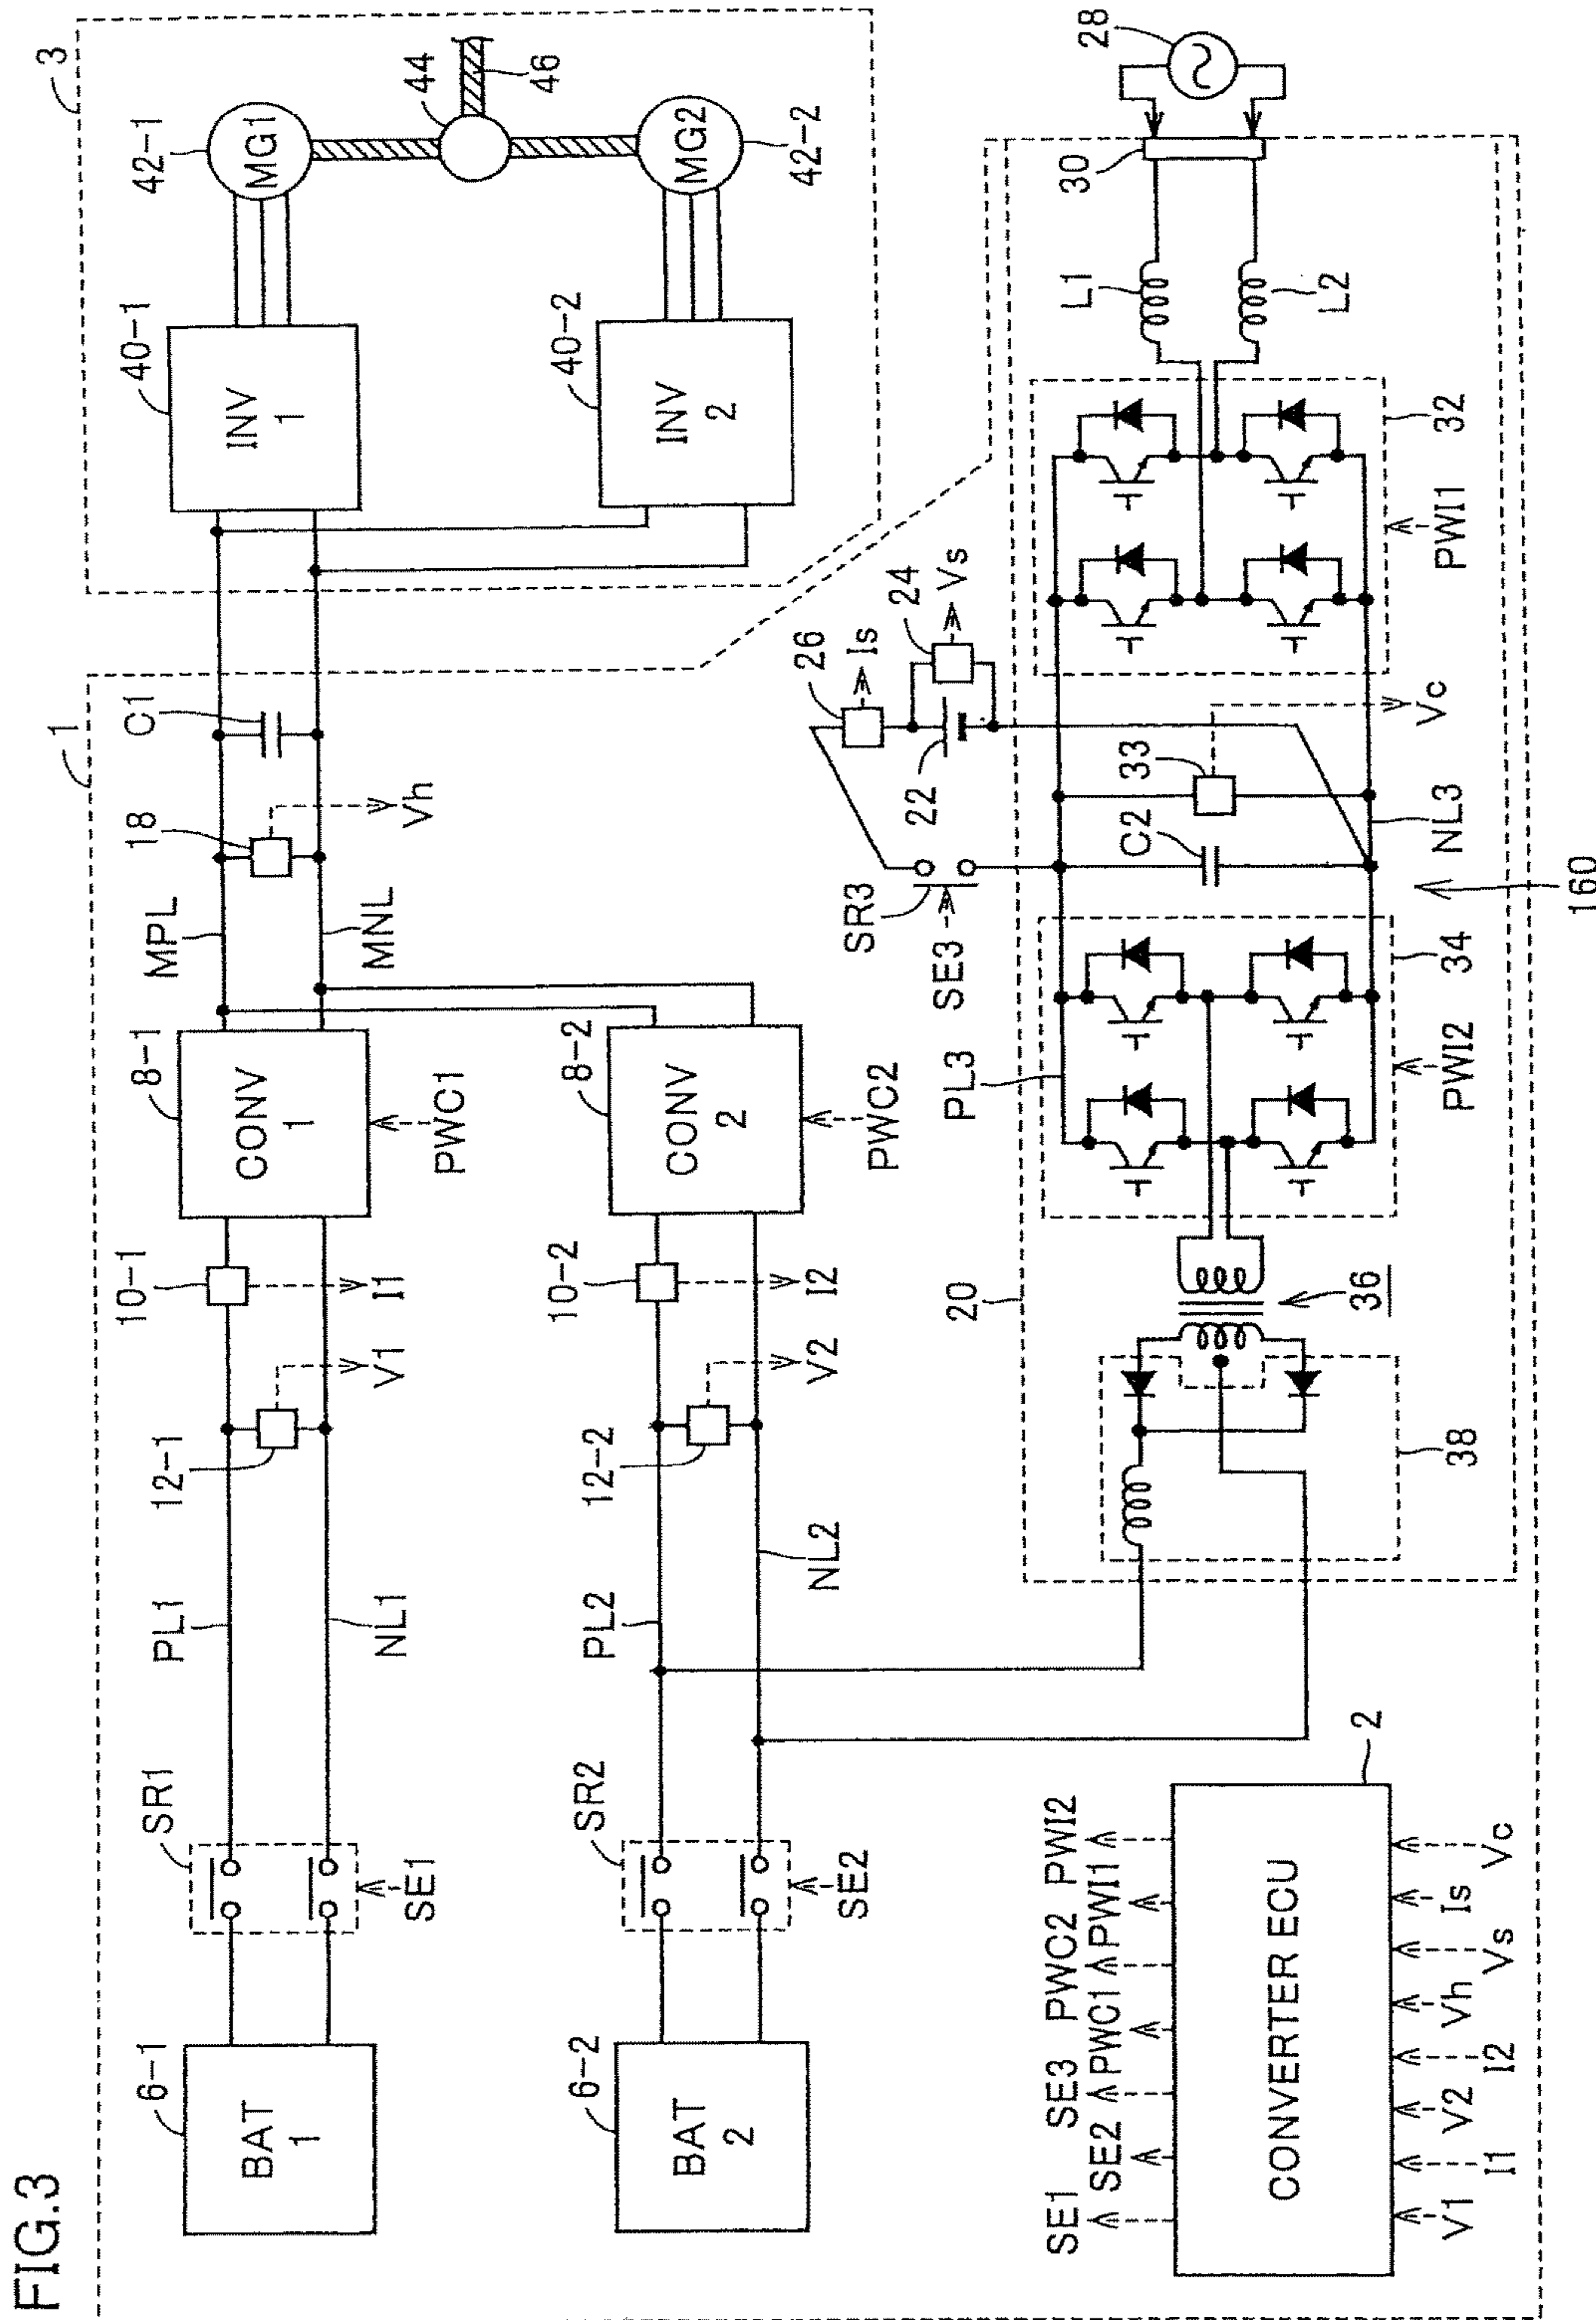 FIG.3
1
3
6-1
BAT
1
SR1
SE1
PL1
NL1
12-1
V1
10-1
I1
8-1
CONV
1
PWC1
MPL
MNL
18
Vh
C1
40-1
INV
1
42-1
MG1
44
46
6-2
BAT
2
SR2
SE2
PL2
NL2
12-2
V2
10-2
I2
8-2
CONV
2
PWC2
40-2
INV
2
MG2
42-2
SR3
SE3
26
Is
24
Vs
22
20
38
36
PL3
34
PWI2
C2
33
Vc
NL3
160
32
PWI1
L1
L2
30
28
2
CONVERTER ECU
SE1
SE2
SE3
PWC1
PWC2
PWI1
PWI2
V1
I1
V2
I2
Vh
Vs
Is
Vc